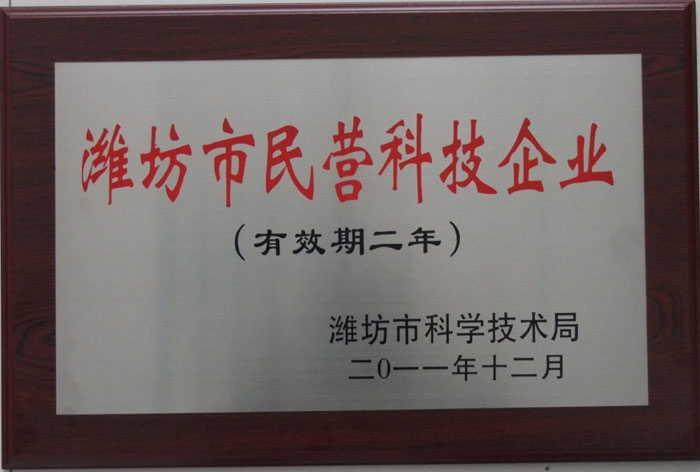 潍坊市民营科技企业
(有效期二年)
潍坊市科学技术局
二0一一年十二月